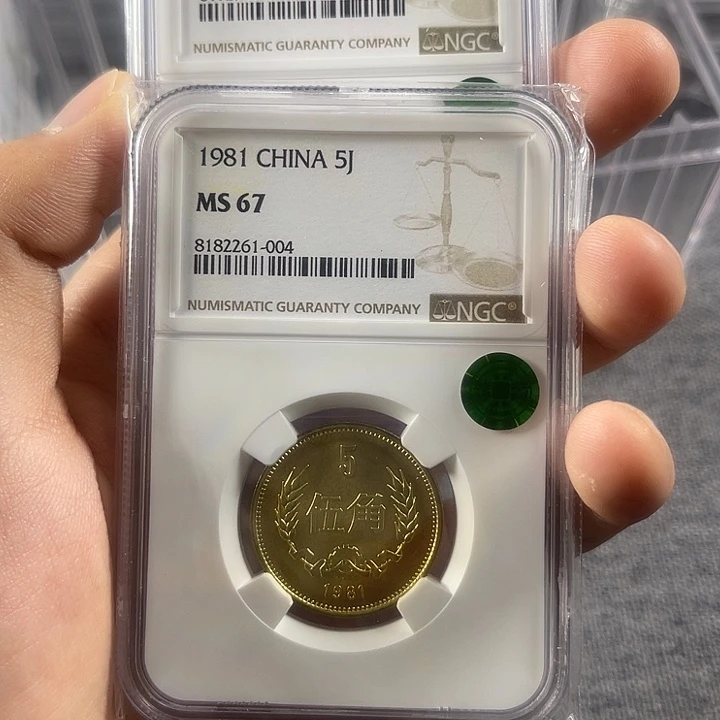 NUMISMATIC GUARANTY COMPANY NGC®
1981 CHINA 5J
MS 67
8182261-004
NUMISMATIC GUARANTY COMPANY NGC®
5
伍角
1981